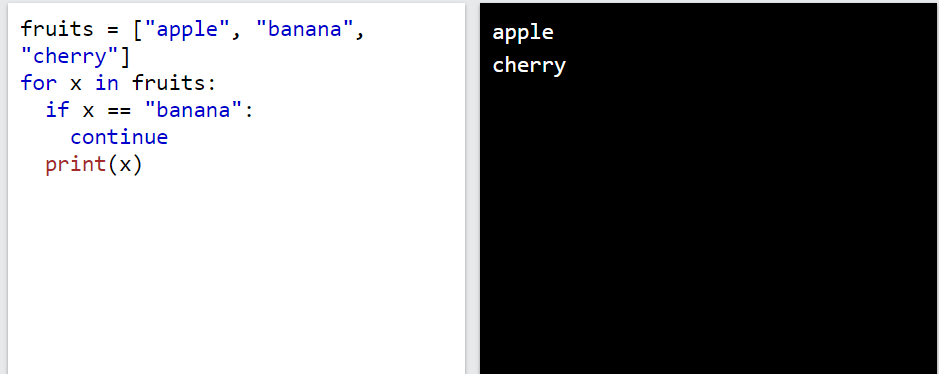 fruits = ["apple", "banana",
"cherry"]
for x in fruits:
  if x == "banana":
    continue
  print(x)
apple
cherry